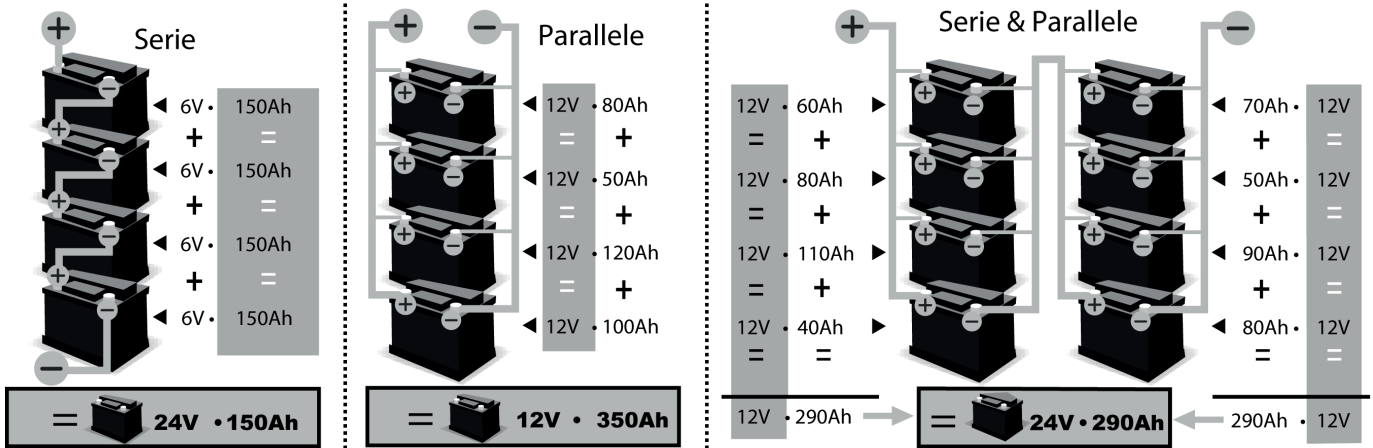 Serie
+
6V • 150Ah
+ =
6V • 150Ah
+ =
6V • 150Ah
+ =
6V • 150Ah
−
= 24V • 150Ah
+ − Parallele
12V • 80Ah
= +
12V • 50Ah
= +
12V • 120Ah
= +
12V • 100Ah
= 12V • 350Ah
Serie & Parallele
+ −
12V • 60Ah
= +
12V • 80Ah
= +
12V • 110Ah
= +
12V • 40Ah
= =
12V • 290Ah
70Ah • 12V
+ =
50Ah • 12V
+ =
90Ah • 12V
+ =
80Ah • 12V
= =
290Ah • 12V
= 24V • 290Ah